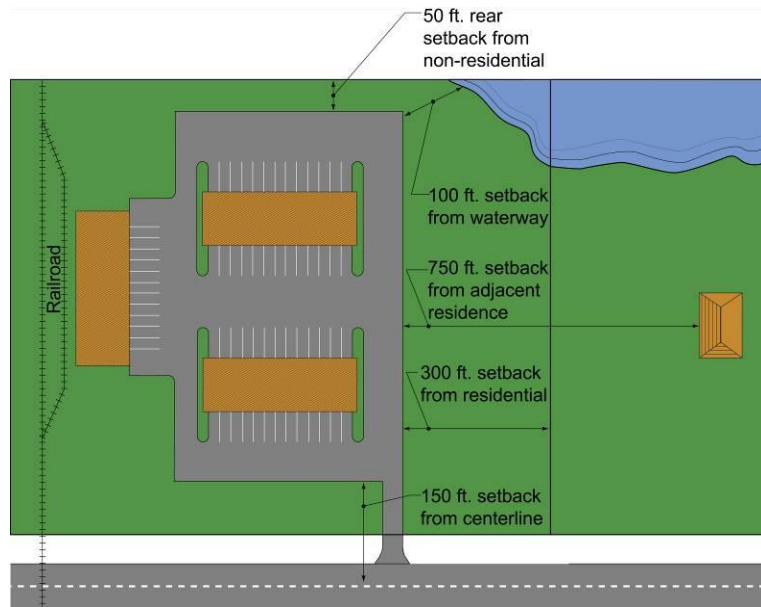 50 ft. rear
setback from
non-residential
100 ft. setback
from waterway
750 ft. setback
from adjacent
residence
Railroad
300 ft. setback
from residential
150 ft. setback
from centerline